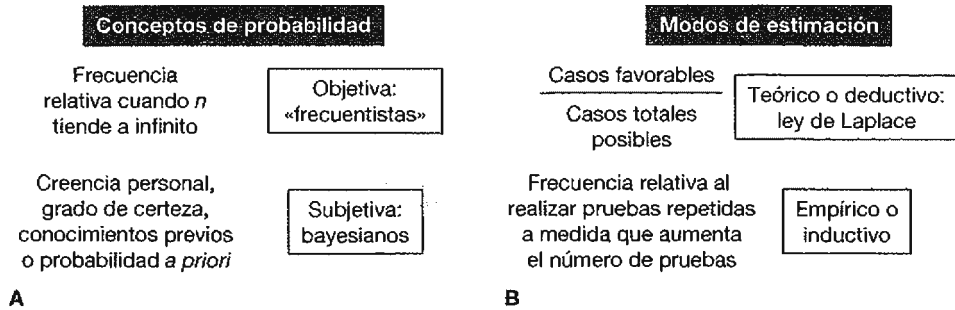 Conceptos de probabilidad
Frecuencia
relativa cuando n
tiende a infinito
Objetiva:
«frecuentistas»
Creencia personal,
grado de certeza,
conocimientos previos
o probabilidad a priori
Subjetiva:
bayesianos
A
Modos de estimación
Casos favorables
Casos totales
posibles
Teórico o deductivo:
ley de Laplace
Frecuencia relativa al
realizar pruebas repetidas
a medida que aumenta
el número de pruebas
Empírico o
inductivo
B